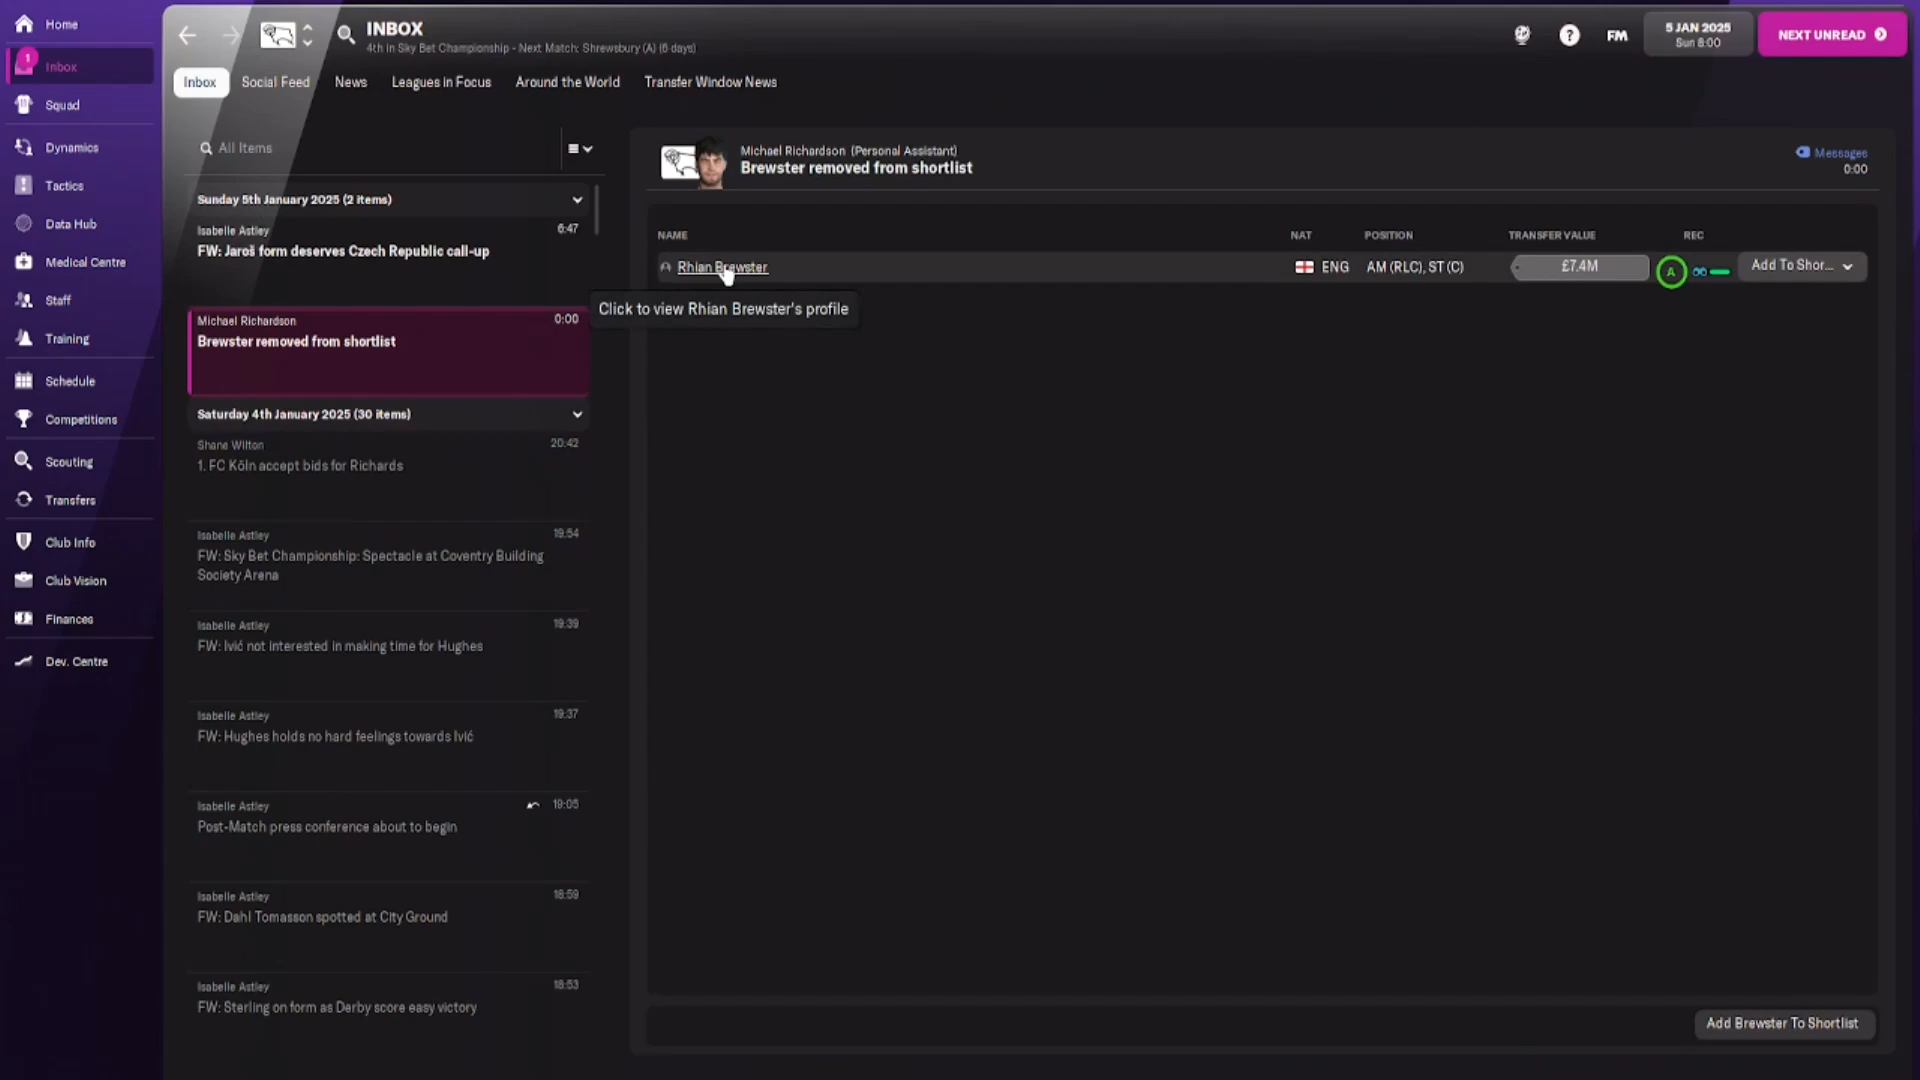 Home
1
Inbox
Squad
Dynamics
Tactics
Data Hub
Medical Centre
Staff
Training
Schedule
Competitions
Scouting
Transfers
Club Info
Club Vision
Finances
Dev. Centre
INBOX
4th in Sky Bet Championship - Next Match: Shrewsbury (A) (6 days)
FM
5 JAN 2025
Sun 8:00
NEXT UNREAD
Inbox
Social Feed
News
Leagues in Focus
Around the World
Transfer Window News
All Items
Sunday 5th January 2025 (2 items)
Isabelle Astley 6:47
FW: Jaroš form deserves Czech Republic call-up
Michael Richardson 0:00
Brewster removed from shortlist
Saturday 4th January 2025 (30 items)
Shane Wilton 20:42
1. FC Köln accept bids for Richards
Isabelle Astley 19:54
FW: Sky Bet Championship: Spectacle at Coventry Building
Society Arena
Isabelle Astley 19:39
FW: Ivić not interested in making time for Hughes
Isabelle Astley 19:37
FW: Hughes holds no hard feelings towards Ivić
Isabelle Astley 19:05
Post-Match press conference about to begin
Isabelle Astley 18:59
FW: Dahl Tomasson spotted at City Ground
Isabelle Astley 18:53
FW: Sterling on form as Derby score easy victory
Michael Richardson (Personal Assistant)
Brewster removed from shortlist
Messages
0:00
NAME NAT POSITION TRANSFER VALUE REC
Rhian Brewster ENG AM (RLC), ST (C) £7.4M A Add To Shor...
Click to view Rhian Brewster's profile
Add Brewster To Shortlist